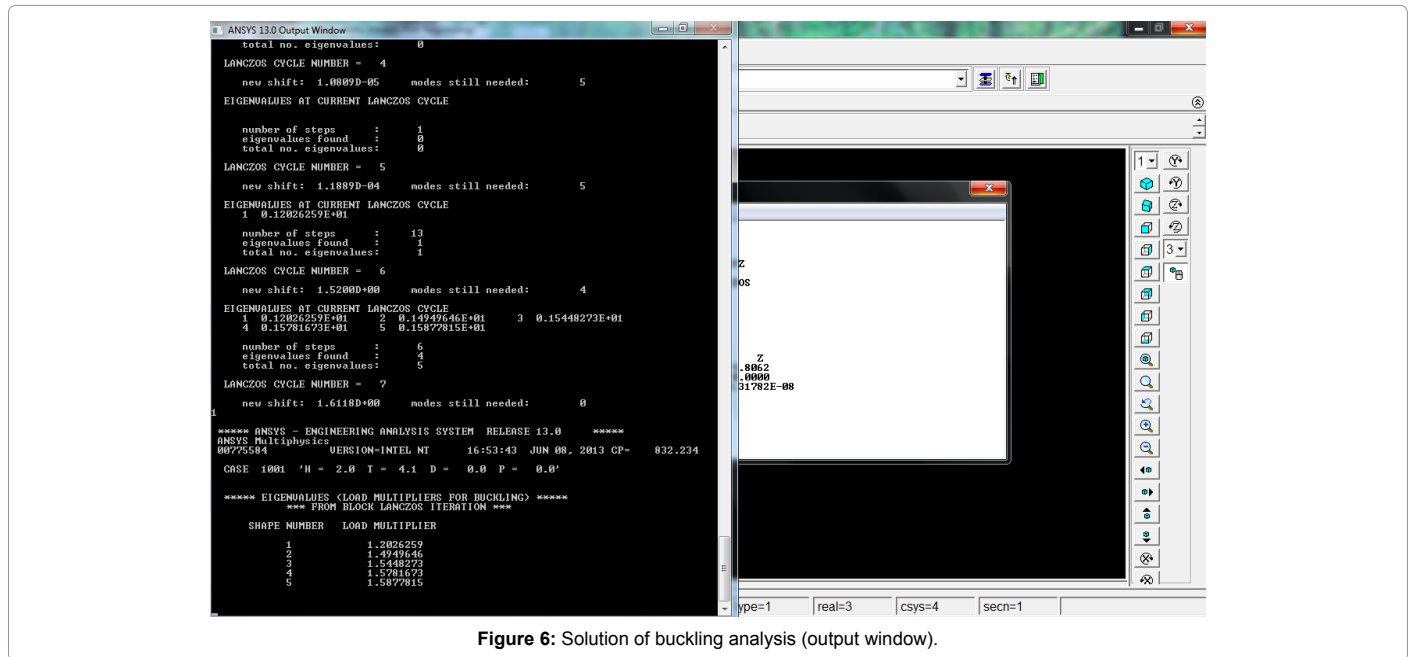 ANSYS 13.0 Output Window
total no. eigenvalues: 0
LANCZOS CYCLE NUMBER = 4
new shift: 1.0809D-05 modes still needed: 5
EIGENVALUES AT CURRENT LANCZOS CYCLE
number of steps : 1
eigenvalues found : 0
total no. eigenvalues: 0
LANCZOS CYCLE NUMBER = 5
new shift: 1.1889D-04 modes still needed: 5
EIGENVALUES AT CURRENT LANCZOS CYCLE
1 0.12026259E+01
number of steps : 13
eigenvalues found : 1
total no. eigenvalues: 1
LANCZOS CYCLE NUMBER = 6
new shift: 1.5200D+00 modes still needed: 4
EIGENVALUES AT CURRENT LANCZOS CYCLE
1 0.12026259E+01 2 0.14949646E+01 3 0.15448273E+01
4 0.15781673E+01 5 0.15877815E+01
number of steps : 6
eigenvalues found : 4
total no. eigenvalues: 5
LANCZOS CYCLE NUMBER = 7
new shift: 1.6118D+00 modes still needed: 0
1
***** ANSYS - ENGINEERING ANALYSIS SYSTEM RELEASE 13.0 *****
ANSYS Multiphysics
00775584 VERSION=INTEL NT 16:53:43 JUN 08, 2013 CP= 832.234
CASE 1001 'H = 2.0 T = 4.1 D = 0.0 P = 0.0'
***** EIGENVALUES (LOAD MULTIPLIERS FOR BUCKLING) *****
*** FROM BLOCK LANCZOS ITERATION ***
SHAPE NUMBER LOAD MULTIPLIER
1 1.2026259
2 1.4949646
3 1.5448273
4 1.5781673
5 1.5877815
Z
OS
Z
.8062
.0000
31782E-08
1
3
ype=1 real=3 csys=4 secn=1
Figure 6: Solution of buckling analysis (output window).